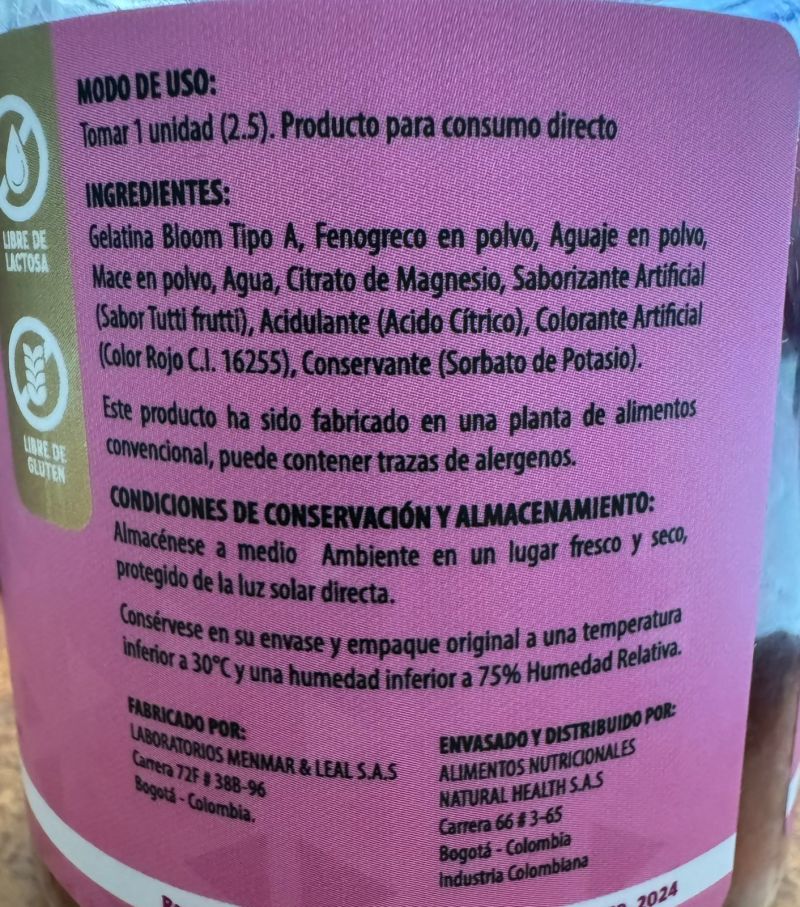 MODO DE USO:
Tomar 1 unidad (2.5). Producto para consumo directo
INGREDIENTES:
Gelatina Bloom Tipo A, Fenogreco en polvo, Aguaje en polvo,
Mace en polvo, Agua, Citrato de Magnesio, Saborizante Artificial
(Sabor Tutti frutti), Acidulante (Acido Cítrico), Colorante Artificial
(Color Rojo C.I. 16255), Conservante (Sorbato de Potasio).
Este producto ha sido fabricado en una planta de alimentos
convencional, puede contener trazas de alergenos.
CONDICIONES DE CONSERVACIÓN Y ALMACENAMIENTO:
Almacénese a medio Ambiente en un lugar fresco y seco,
protegido de la luz solar directa.
Consérvese en su envase y empaque original a una temperatura
inferior a 30°C y una humedad inferior a 75% Humedad Relativa.
FABRICADO POR:
LABORATORIOS MENMAR & LEAL S.A.S
Carrera 72F # 38B-96
Bogotá - Colombia.
ENVASADO Y DISTRIBUIDO POR:
ALIMENTOS NUTRICIONALES
NATURAL HEALTH S.A.S
Carrera 66 # 3-65
Bogotá - Colombia
Industria Colombiana
LIBRE DE
LACTOSA
LIBRE DE
GLUTEN
2024